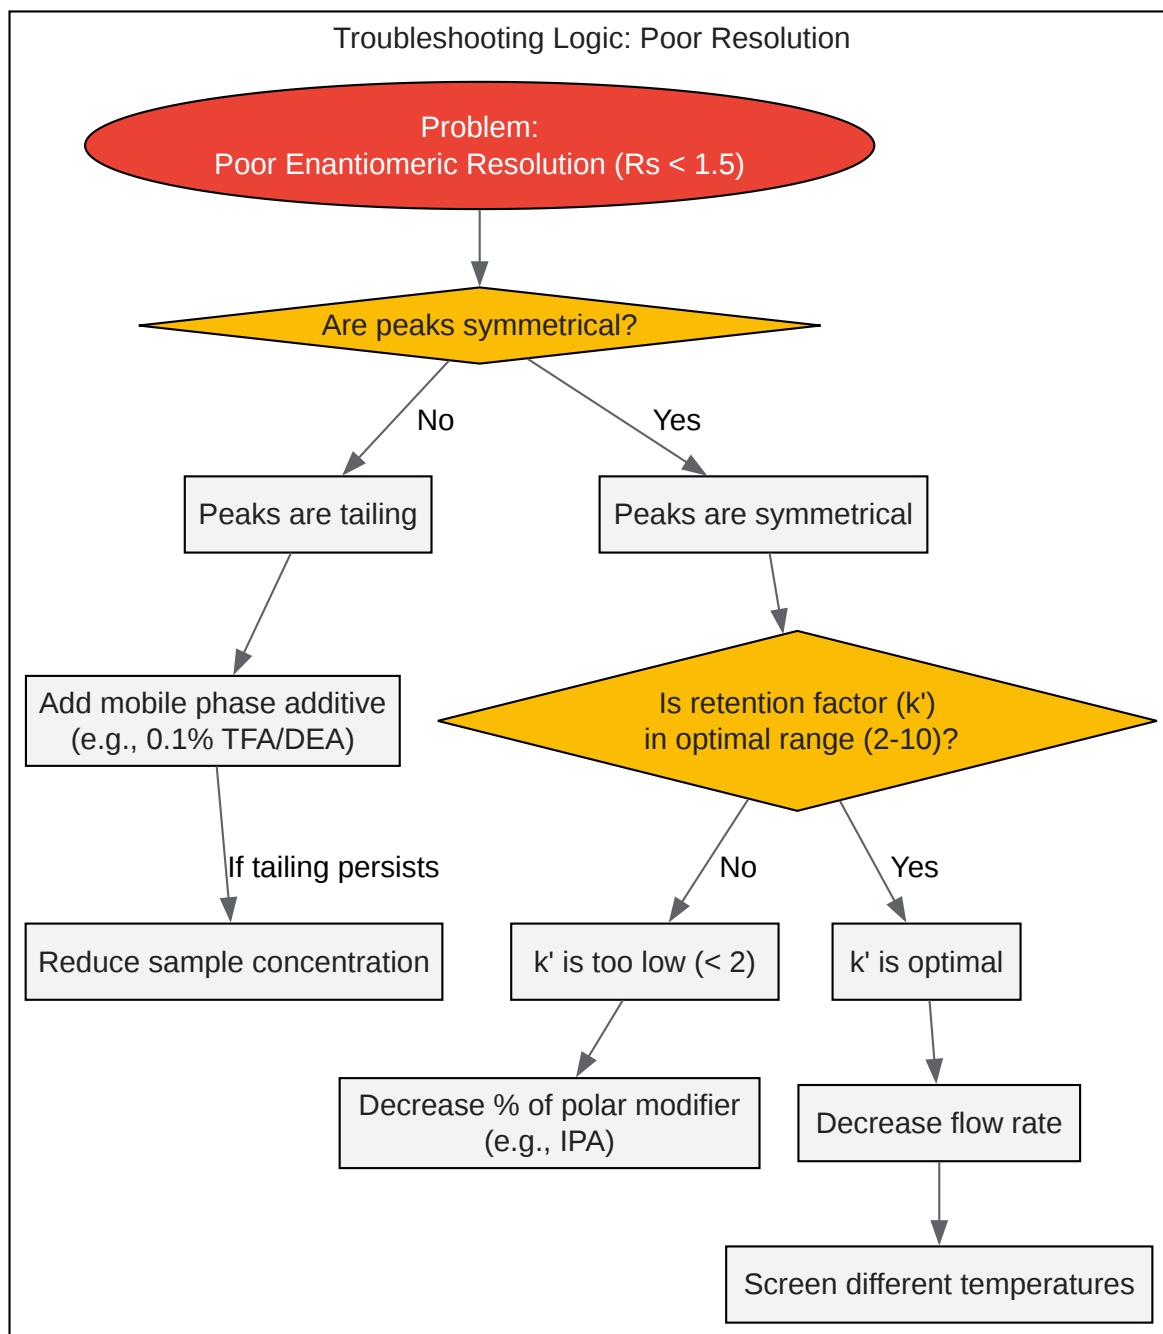 Troubleshooting Logic: Poor Resolution
Problem:
Poor Enantiomeric Resolution (Rs < 1.5)
Are peaks symmetrical?
No
Yes
Peaks are tailing
Peaks are symmetrical
Add mobile phase additive
(e.g., 0.1% TFA/DEA)
Is retention factor (k')
in optimal range (2-10)?
If tailing persists
No
Yes
Reduce sample concentration
k' is too low (< 2)
k' is optimal
Decrease % of polar modifier
(e.g., IPA)
Decrease flow rate
Screen different temperatures